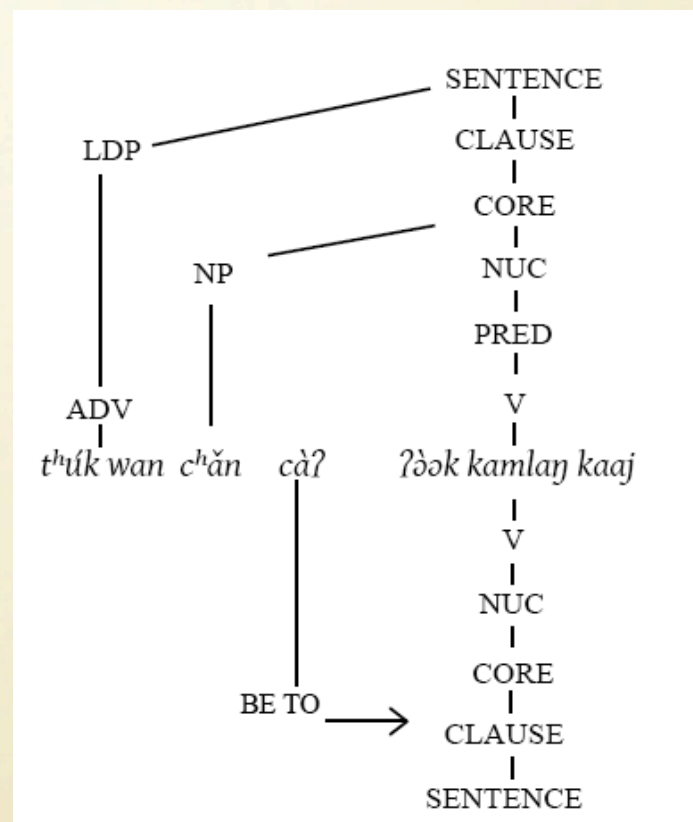 SENTENCE
LDP
CLAUSE
CORE
NP
NUC
PRED
ADV
V
tʰúk wan cʰǎn càʔ ʔɔ̀ɔk kamlaŋ kaaj
V
NUC
CORE
BE TO
CLAUSE
SENTENCE